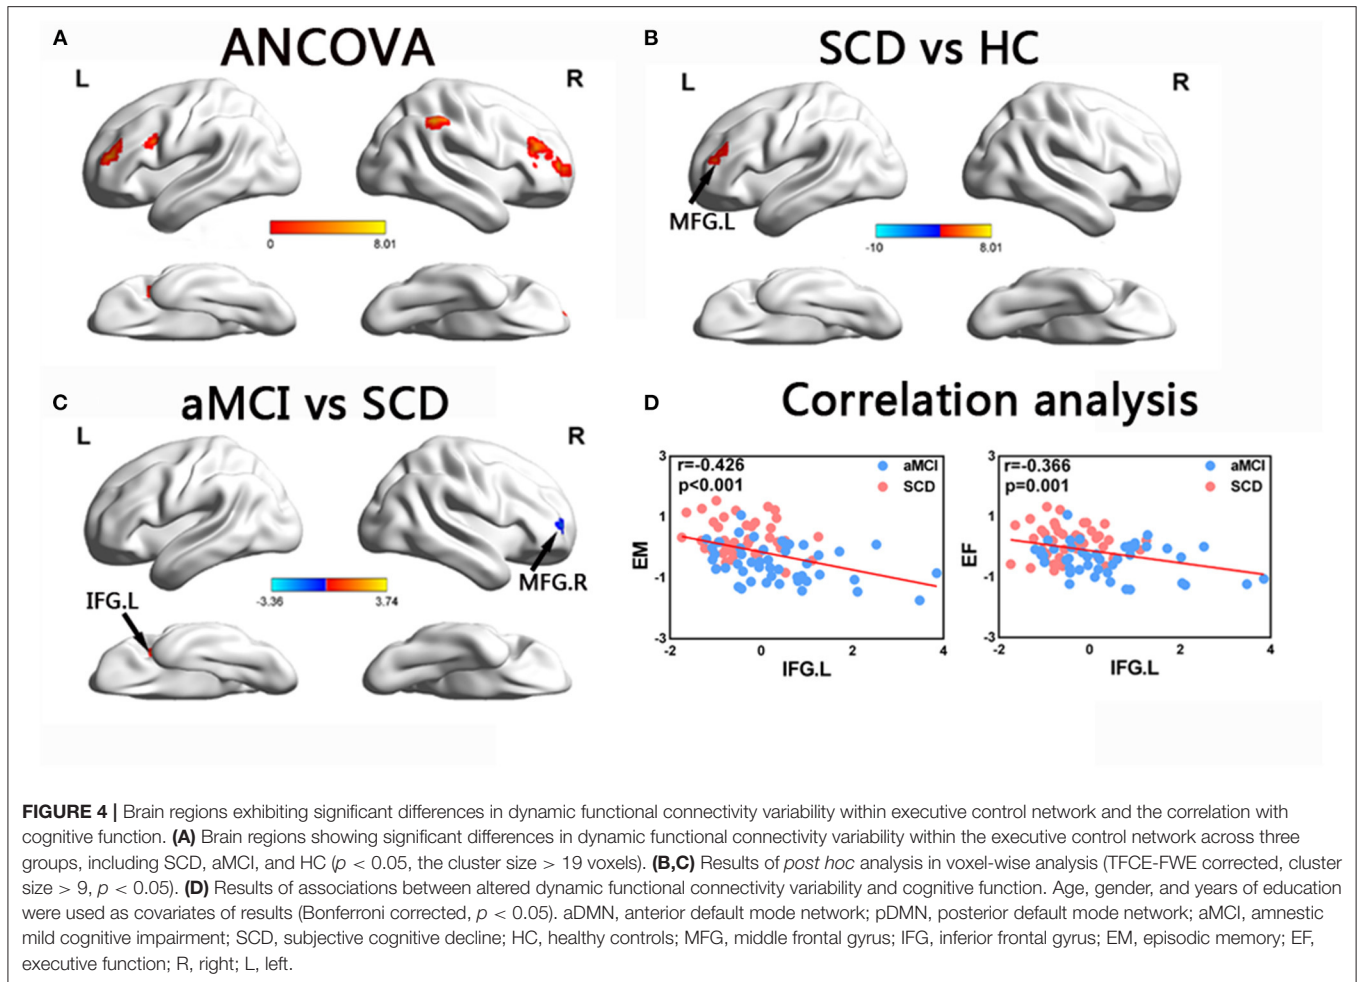 A
ANCOVA
L
R
0
8.01
B
SCD vs HC
L
R
MFG.L
-10
8.01
C
aMCI vs SCD
L
R
MFG.R
-3.36
3.74
IFG.L
D
Correlation analysis
3
1
-1
-3
EM
r=-0.426
p<0.001
aMCI
SCD
-2
0
2
4
IFG.L
3
1
-1
-3
EF
r=-0.366
p=0.001
aMCI
SCD
-2
0
2
4
IFG.L
FIGURE 4 | Brain regions exhibiting significant differences in dynamic functional connectivity variability within executive control network and the correlation with
cognitive function. (A) Brain regions showing significant differences in dynamic functional connectivity variability within the executive control network across three
groups, including SCD, aMCI, and HC (p < 0.05, the cluster size > 19 voxels). (B,C) Results of post hoc analysis in voxel-wise analysis (TFCE-FWE corrected, cluster
size > 9, p < 0.05). (D) Results of associations between altered dynamic functional connectivity variability and cognitive function. Age, gender, and years of education
were used as covariates of results (Bonferroni corrected, p < 0.05). aDMN, anterior default mode network; pDMN, posterior default mode network; aMCI, amnestic
mild cognitive impairment; SCD, subjective cognitive decline; HC, healthy controls; MFG, middle frontal gyrus; IFG, inferior frontal gyrus; EM, episodic memory; EF,
executive function; R, right; L, left.